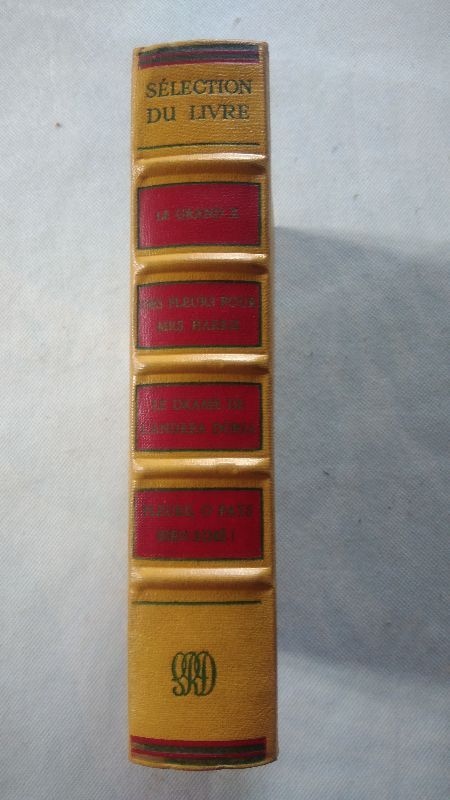 SÉLECTION
DU LIVRE
LE GRAND E
DES FLEURS POUR
MRS. HARRIS
LE DRAME DE
L'ANDREA DORIA
PLEURE, Ô PAYS
BIEN-AIMÉ !
SRD